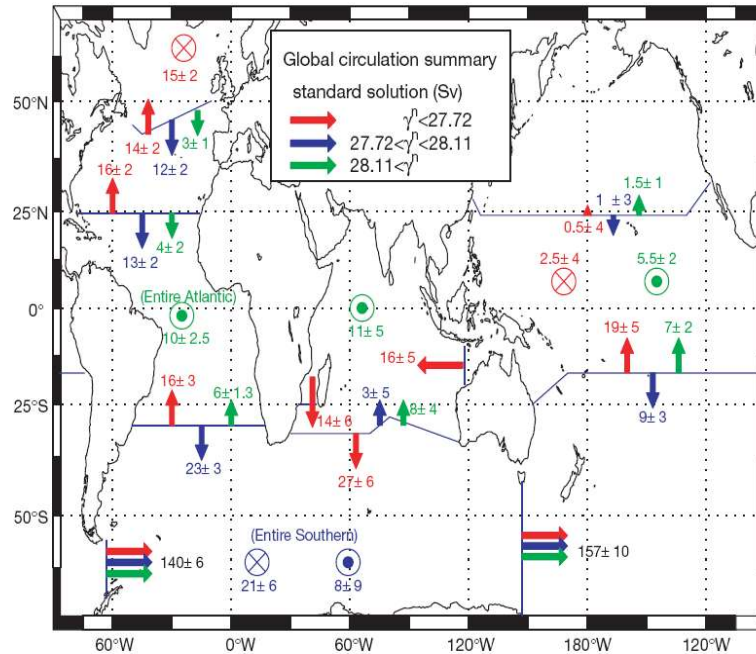 Global circulation summary
standard solution (Sv)
γⁿ<27.72
27.72<γⁿ<28.11
28.11<γⁿ
15± 2
50°N
14± 2
12± 2
3± 1
16± 2
25°N
13± 2
4± 2
0.5± 4
1 ± 3
1.5± 1
2.5± 4
5.5± 2
0°
(Entire Atlantic)
10± 2.5
11± 5
16± 5
19± 5
7± 2
16± 3
6± 1.3
3± 5
25°S
14± 6
8± 4
9± 3
23± 3
27± 6
50°S
(Entire Southern)
140± 6
157± 10
21± 6
8± 9
60°W
0°W
60°W
120°W
180°W
120°W